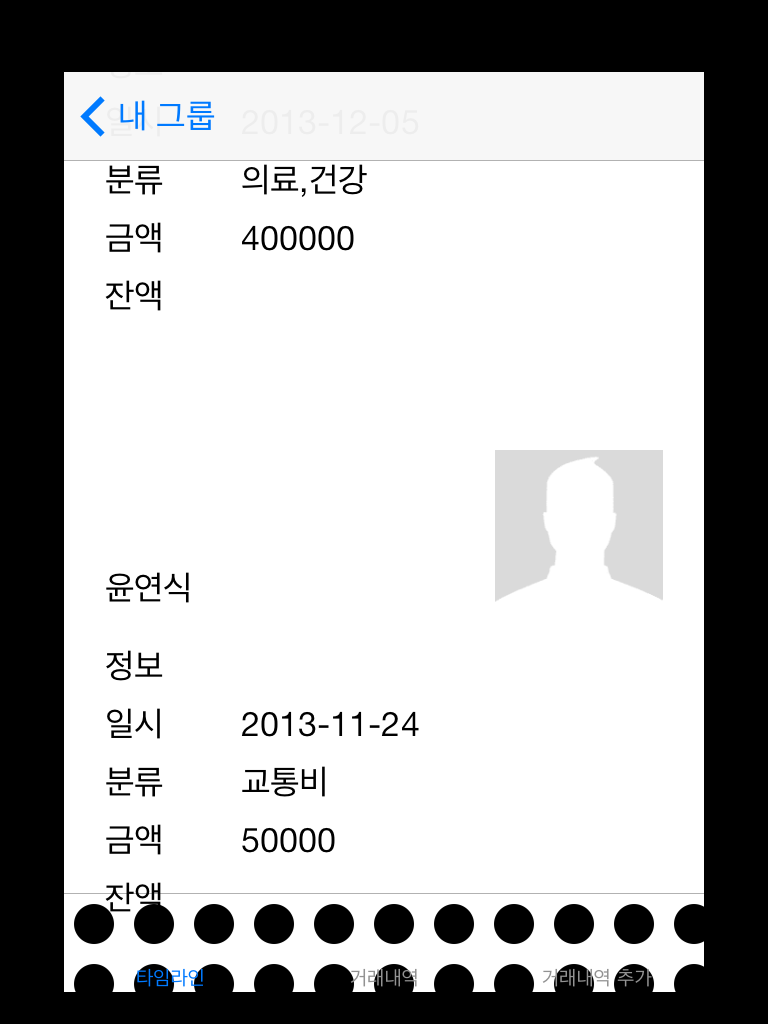 내 그룹
일시 2013-12-05
분류 의료,건강
금액 400000
잔액
윤연식
정보
일시 2013-11-24
분류 교통비
금액 50000
잔액
타임라인 거래내역 거래내역 추가